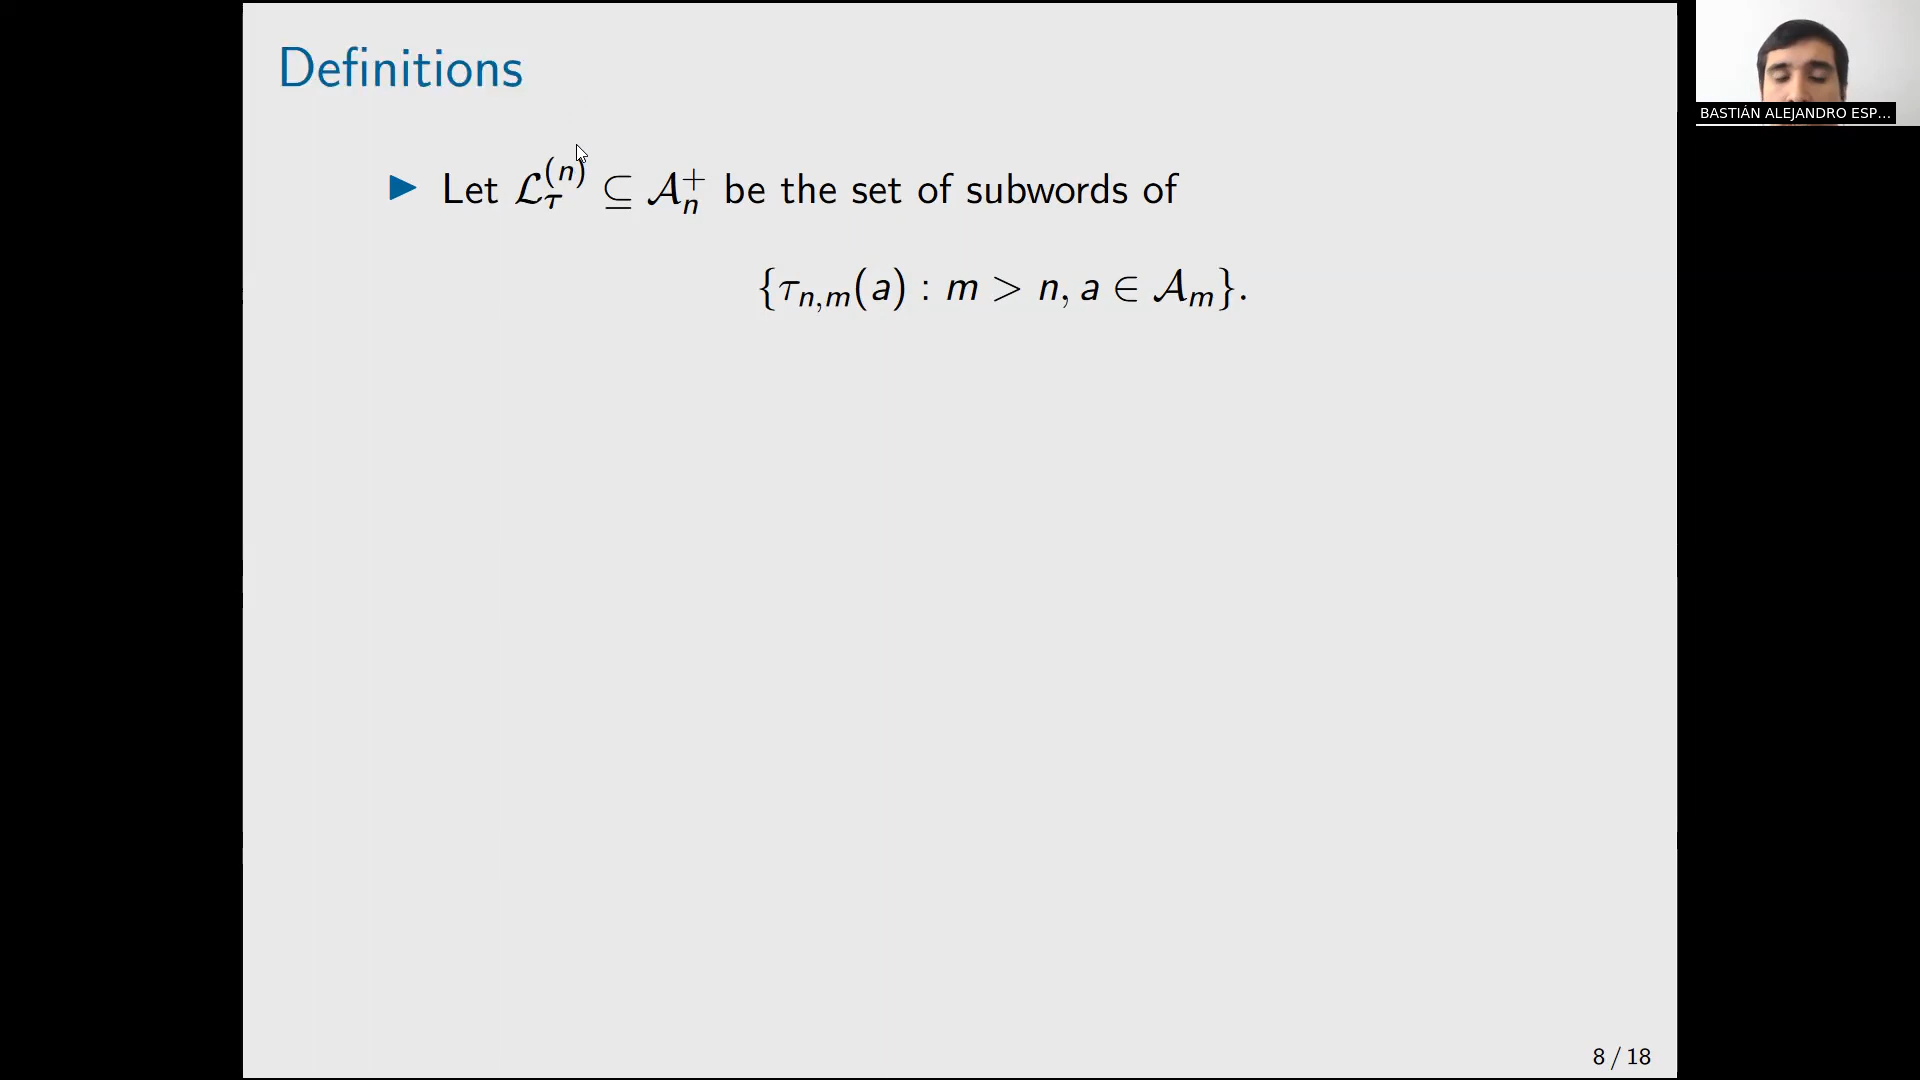 Definitions
▶ Let $\mathcal{L}_{\tau}^{(n)} \subseteq \mathcal{A}_n^+$ be the set of subwords of
$\{\tau_{n,m}(a) : m > n, a \in \mathcal{A}_m\}.$
8 / 18
BASTIÁN ALEJANDRO ESP...